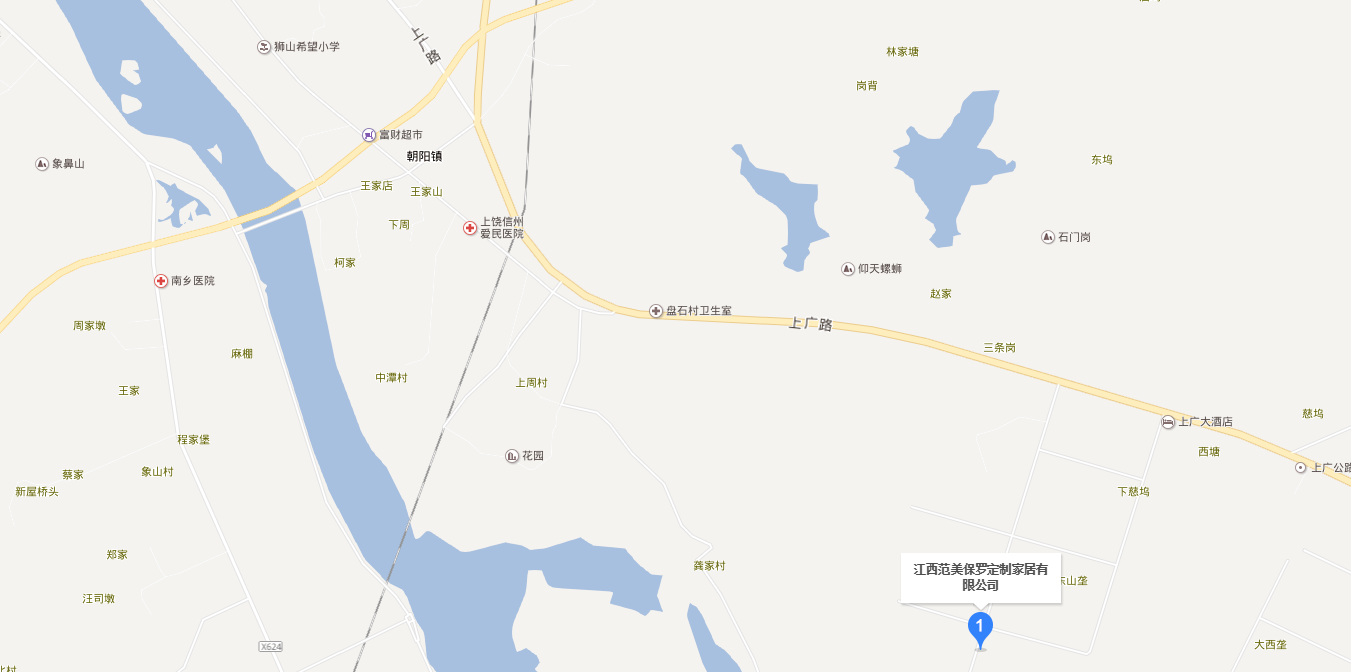 狮山希望小学
上广路
林家塘
岗背
富财超市
朝阳镇
象鼻山
东坞
王家店
王家山
下周
上饶信州
爱民医院
石门岗
柯家
仰天螺蛳
南乡医院
赵家
盘石村卫生室
上广路
周家墩
三条岗
麻棚
中潭村
上周村
王家
上广大酒店
慈坞
程家堡
西塘
花园
上广公路
象山村
蔡家
新屋桥头
下慈坞
郑家
龚家村
江西范美保罗定制家居有
限公司
山垄
汪司墩
1
X624
大西垄
村